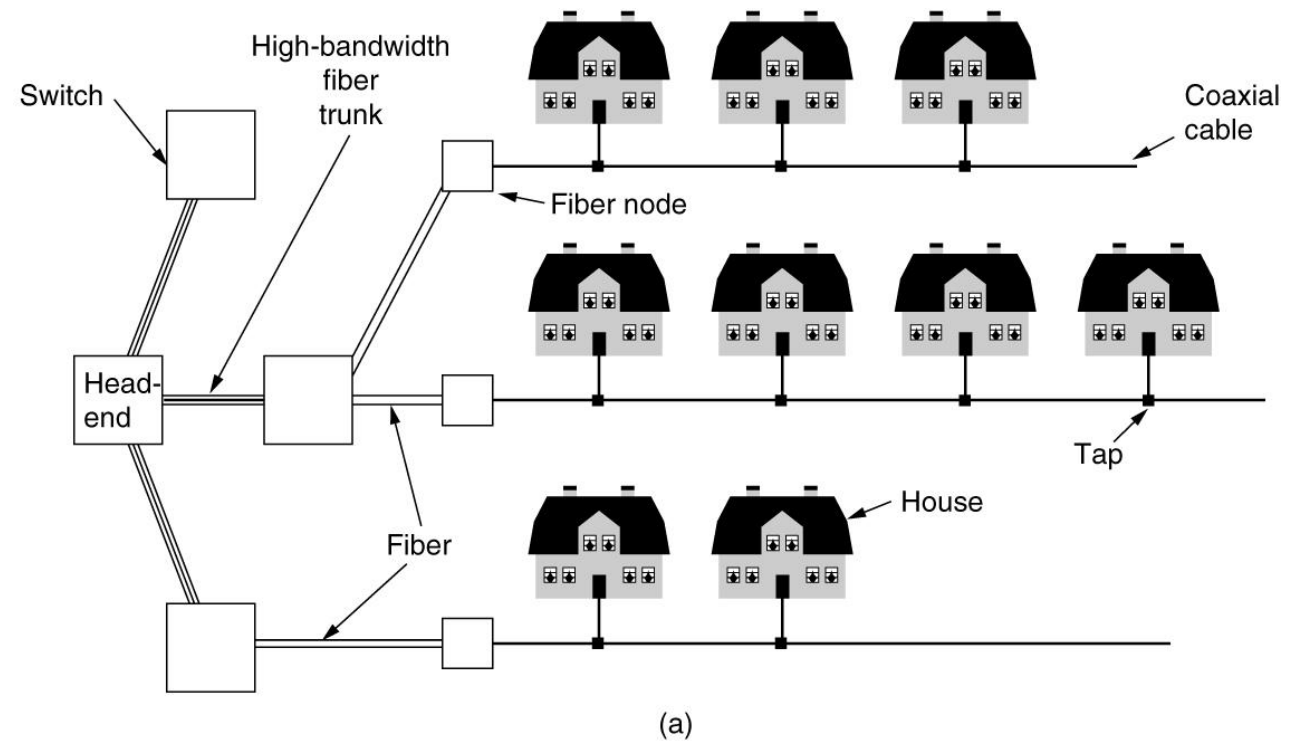 High-bandwidth
fiber
trunk
Switch
Coaxial
cable
Fiber node
Head-
end
Tap
House
Fiber
(a)